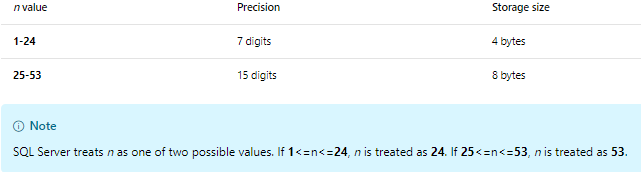 n value Precision Storage size
1-24 7 digits 4 bytes
25-53 15 digits 8 bytes
Note
SQL Server treats n as one of two possible values. If 1<=n<=24, n is treated as 24. If 25<=n<=53, n is treated as 53.